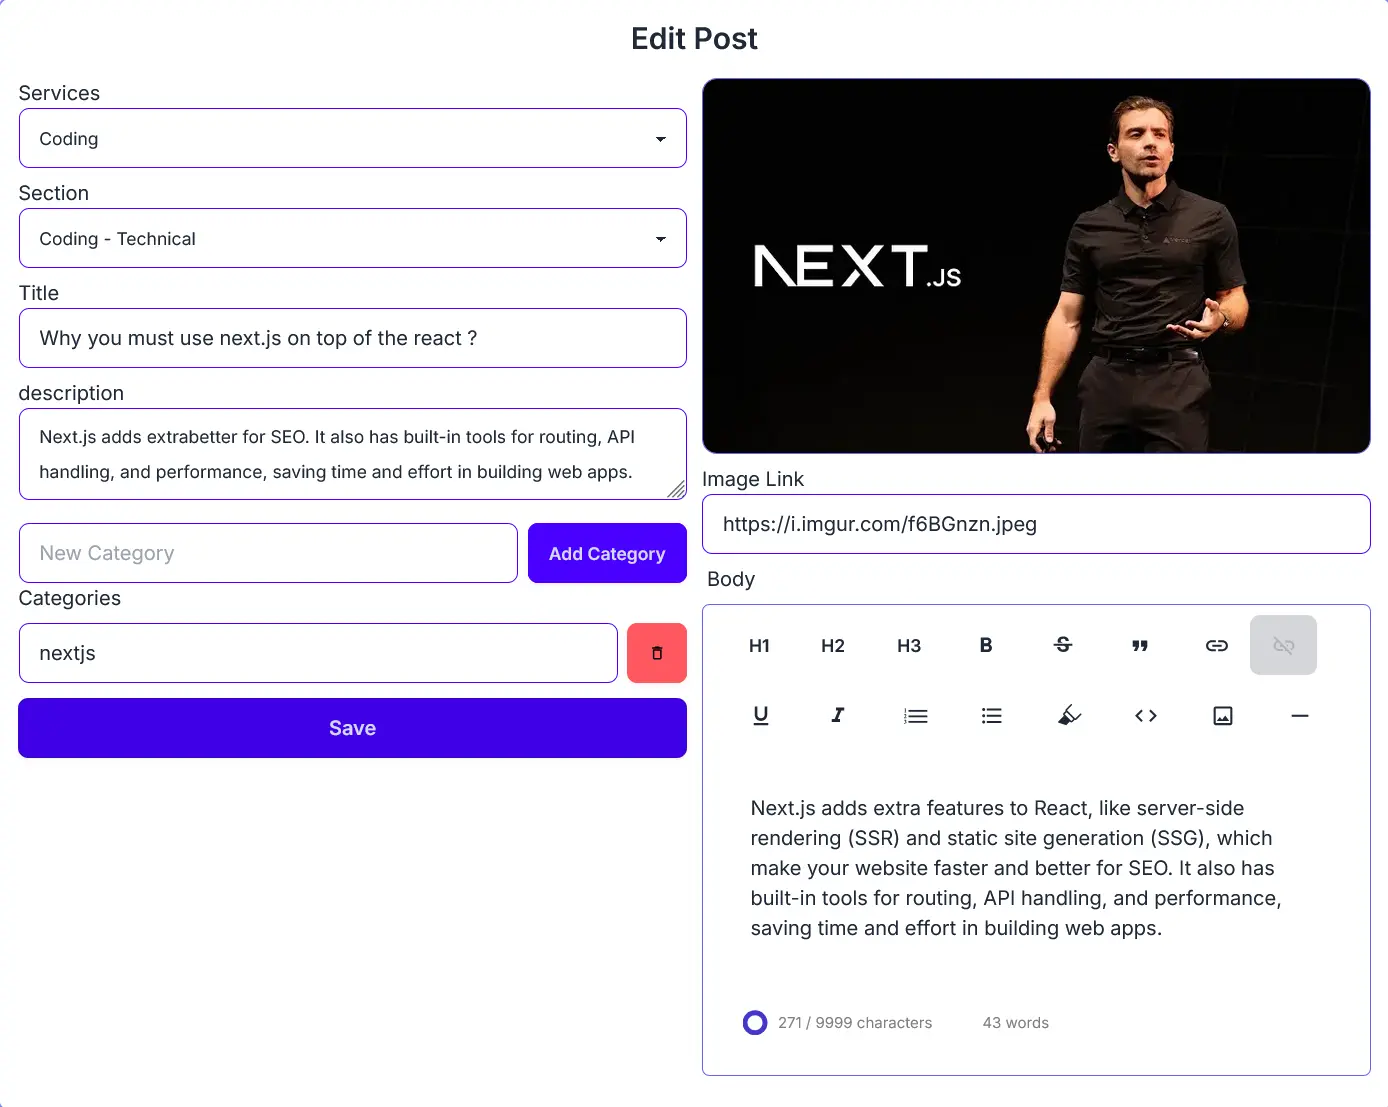 Edit Post
Services
Coding
Section
Coding - Technical
Title
Why you must use next.js on top of the react ?
description
Next.js adds extrabetter for SEO. It also has built-in tools for routing, API
handling, and performance, saving time and effort in building web apps.
New Category
Add Category
Categories
nextjs
Save
NEXT.JS
Image Link
https://i.imgur.com/f6BGnzn.jpeg
Body
H1 H2 H3 B S
U I
Next.js adds extra features to React, like server-side
rendering (SSR) and static site generation (SSG), which
make your website faster and better for SEO. It also has
built-in tools for routing, API handling, and performance,
saving time and effort in building web apps.
271 / 9999 characters 43 words